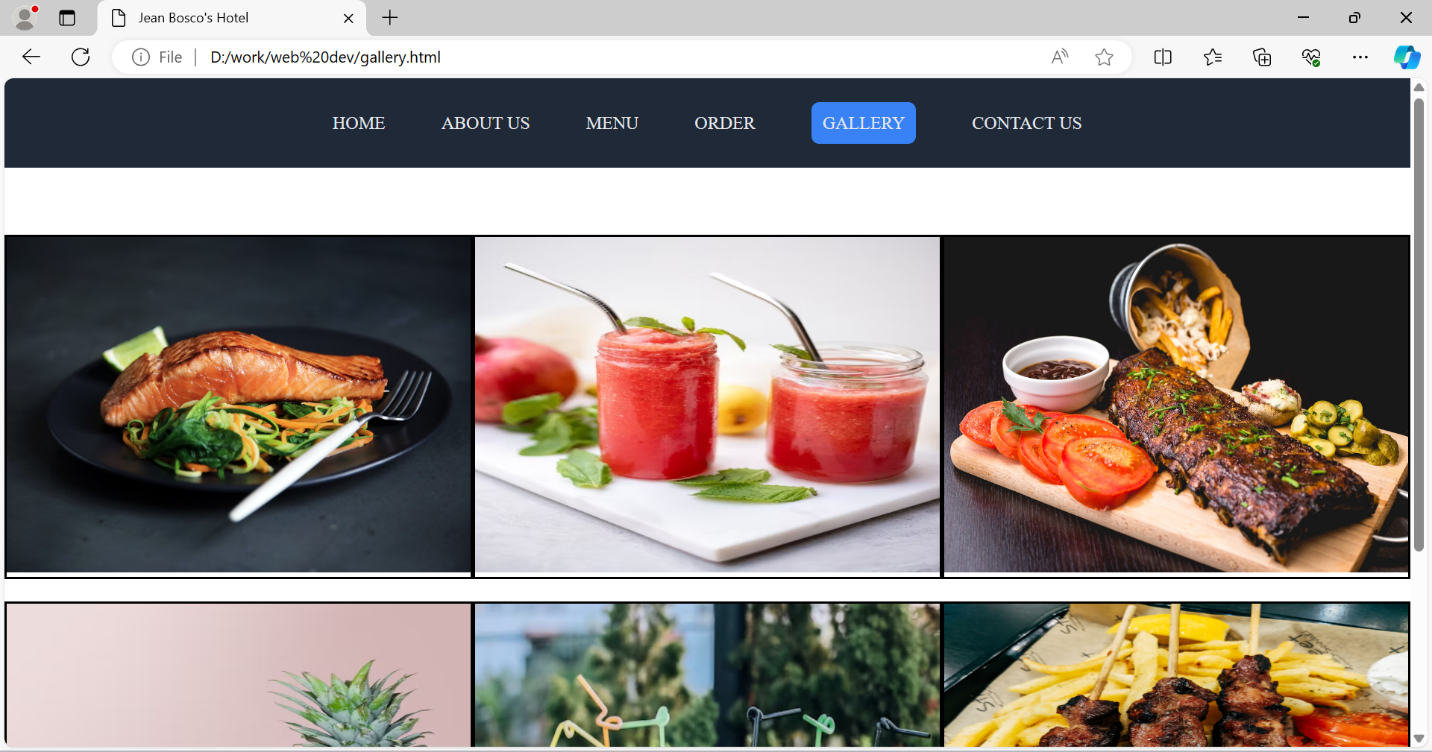 Jean Bosco's Hotel
File
D:/work/web%20dev/gallery.html
HOME
ABOUT US
MENU
ORDER
GALLERY
CONTACT US